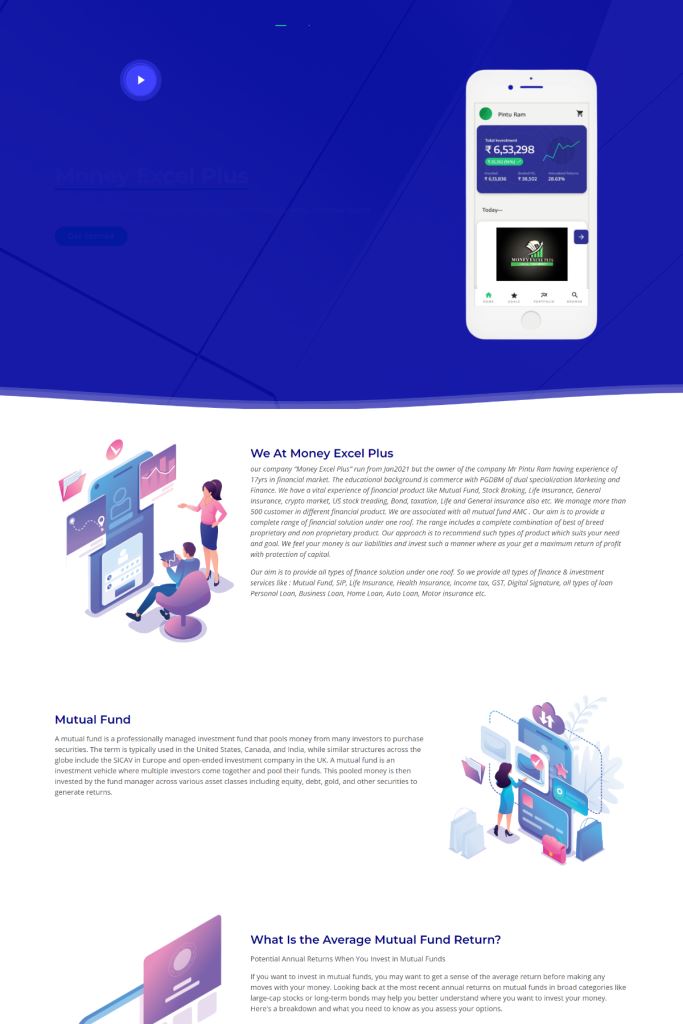 Pintu Ram
Total Investment
₹ 6,53,298
Invested
Annualised Returns
₹ 6,15,836
₹ 38,502
28.63%
Today
MONEY EXCEL PLUS
HOME
GOALS
PORTFOLIO
BROWSE
Money Excel Plus
Get Started
We At Money Excel Plus
our company “Money Excel Plus” run from Jan2021 but the owner of the company Mr Pintu Ram having experience of
17yrs in financial market. The educational background is commerce with PGDBM of dual specialization Marketing and
Finance. We have a vital experience of financial product like Mutual Fund, Stock Broking, Life Insurance, General
insurance, crypto market, US stock treading, Bond, taxation, Life and General insurance also etc. We manage more than
500 customer in different financial product. We are associated with all mutual fund AMC . Our aim is to provide a
complete range of financial solution under one roof. The range includes a complete combination of best of breed
proprietary and non proprietary product. Our approach is to recommend such types of product which suits your need
and goal. We feel your money is our liabilities and invest such a manner where as your get a maximum return of profit
with protection of capital.
Our aim is to provide all types of finance solution under one roof. So we provide all types of finance & investment
services like : Mutual Fund, SIP, Life Insurance, Health Insurance, Income tax, GST, Digital Signature, all types of loan
Personal Loan, Business Loan, Home Loan, Auto Loan, Motor insurance etc.
Mutual Fund
A mutual fund is a professionally managed investment fund that pools money from many investors to purchase
securities. The term is typically used in the United States, Canada, and India, while similar structures across the
globe include the SICAV in Europe and open-ended investment company in the UK. A mutual fund is an
investment vehicle where multiple investors come together and pool their funds. This pooled money is then
invested by the fund manager across various asset classes including equity, debt, gold, and other securities to
generate returns.
What Is the Average Mutual Fund Return?
Potential Annual Returns When You Invest in Mutual Funds
If you want to invest in mutual funds, you may want to get a sense of the average return before making any
moves with your money. Looking back at the most recent annual returns on mutual funds in broad categories like
large-cap stocks or long-term bonds may help you better understand where you want to invest your money.
Here's a breakdown and what you need to know as you assess your options.